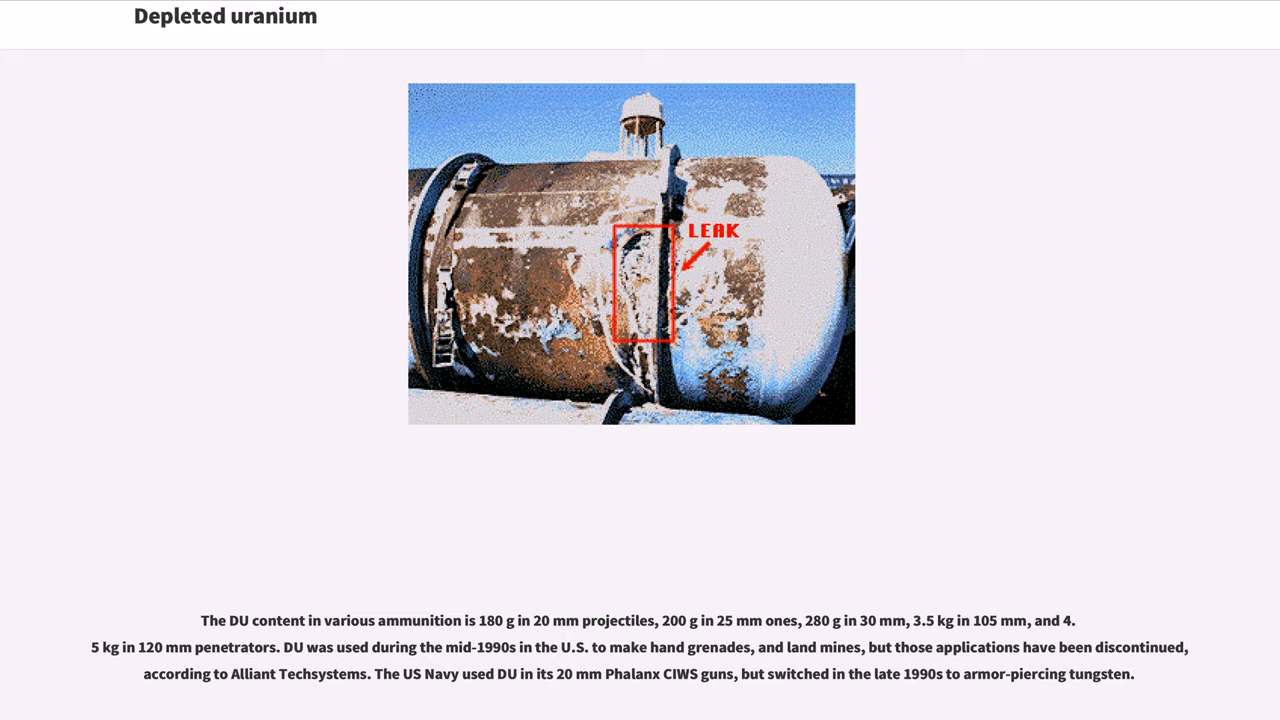 Depleted uranium
LEAK
The DU content in various ammunition is 180 g in 20 mm projectiles, 200 g in 25 mm ones, 280 g in 30 mm, 3.5 kg in 105 mm, and 4.
5 kg in 120 mm penetrators. DU was used during the mid-1990s in the U.S. to make hand grenades, and land mines, but those applications have been discontinued,
according to Alliant Techsystems. The US Navy used DU in its 20 mm Phalanx CIWS guns, but switched in the late 1990s to armor-piercing tungsten.